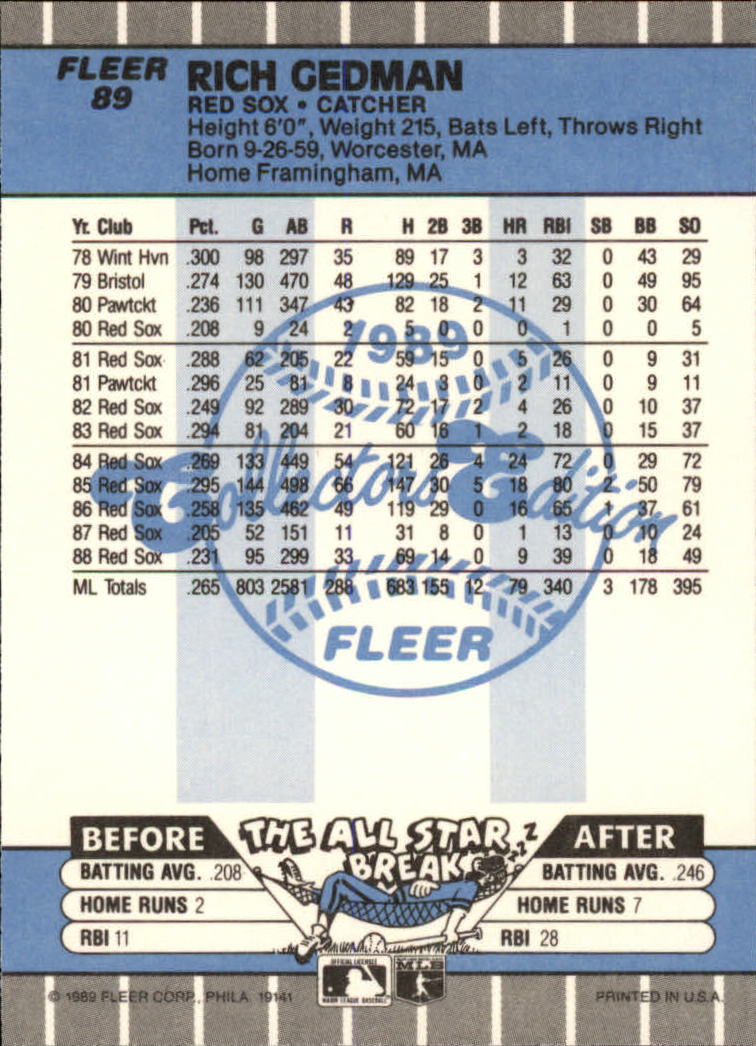 FLEER
89
RICH GEDMAN
RED SOX • CATCHER
Height 6'0", Weight 215, Bats Left, Throws Right
Born 9-26-59, Worcester, MA
Home Framingham, MA
Yr. Club Pct. G AB R H 2B 3B HR RBI SB BB SO
78 Wint Hvn .300 98 297 35 89 17 3 3 32 0 43 29
79 Bristol .274 130 470 48 129 25 1 12 63 0 49 95
80 Pawtckt .236 111 347 43 82 18 2 11 29 0 30 64
80 Red Sox .208 9 24 2 5 0 0 0 1 0 0 5
81 Red Sox .288 62 205 22 59 15 0 5 26 0 9 31
81 Pawtckt .296 25 81 8 24 3 0 2 11 0 9 11
82 Red Sox .249 92 289 30 72 17 2 4 26 0 10 37
83 Red Sox .294 81 204 21 60 16 1 2 18 0 15 37
84 Red Sox .269 133 449 54 121 26 4 24 72 0 29 72
85 Red Sox .295 144 498 66 147 30 5 18 80 2 50 79
86 Red Sox .258 135 462 49 119 29 0 16 65 1 37 61
87 Red Sox .205 52 151 11 31 8 0 1 13 0 10 24
88 Red Sox .231 95 299 33 69 14 0 9 39 0 18 49
ML Totals .265 803 2581 288 683 155 12 79 340 3 178 395
1989
Collectors Edition
FLEER
THE ALL STAR
BREAK
ZZZ
BEFORE
BATTING AVG. .208
HOME RUNS 2
RBI 11
AFTER
BATTING AVG. .246
HOME RUNS 7
RBI 28
OFFICIAL LICENSEE
MAJOR LEAGUE BASEBALL
MLB
© 1989 FLEER CORP., PHILA 19141
PRINTED IN U.S.A.